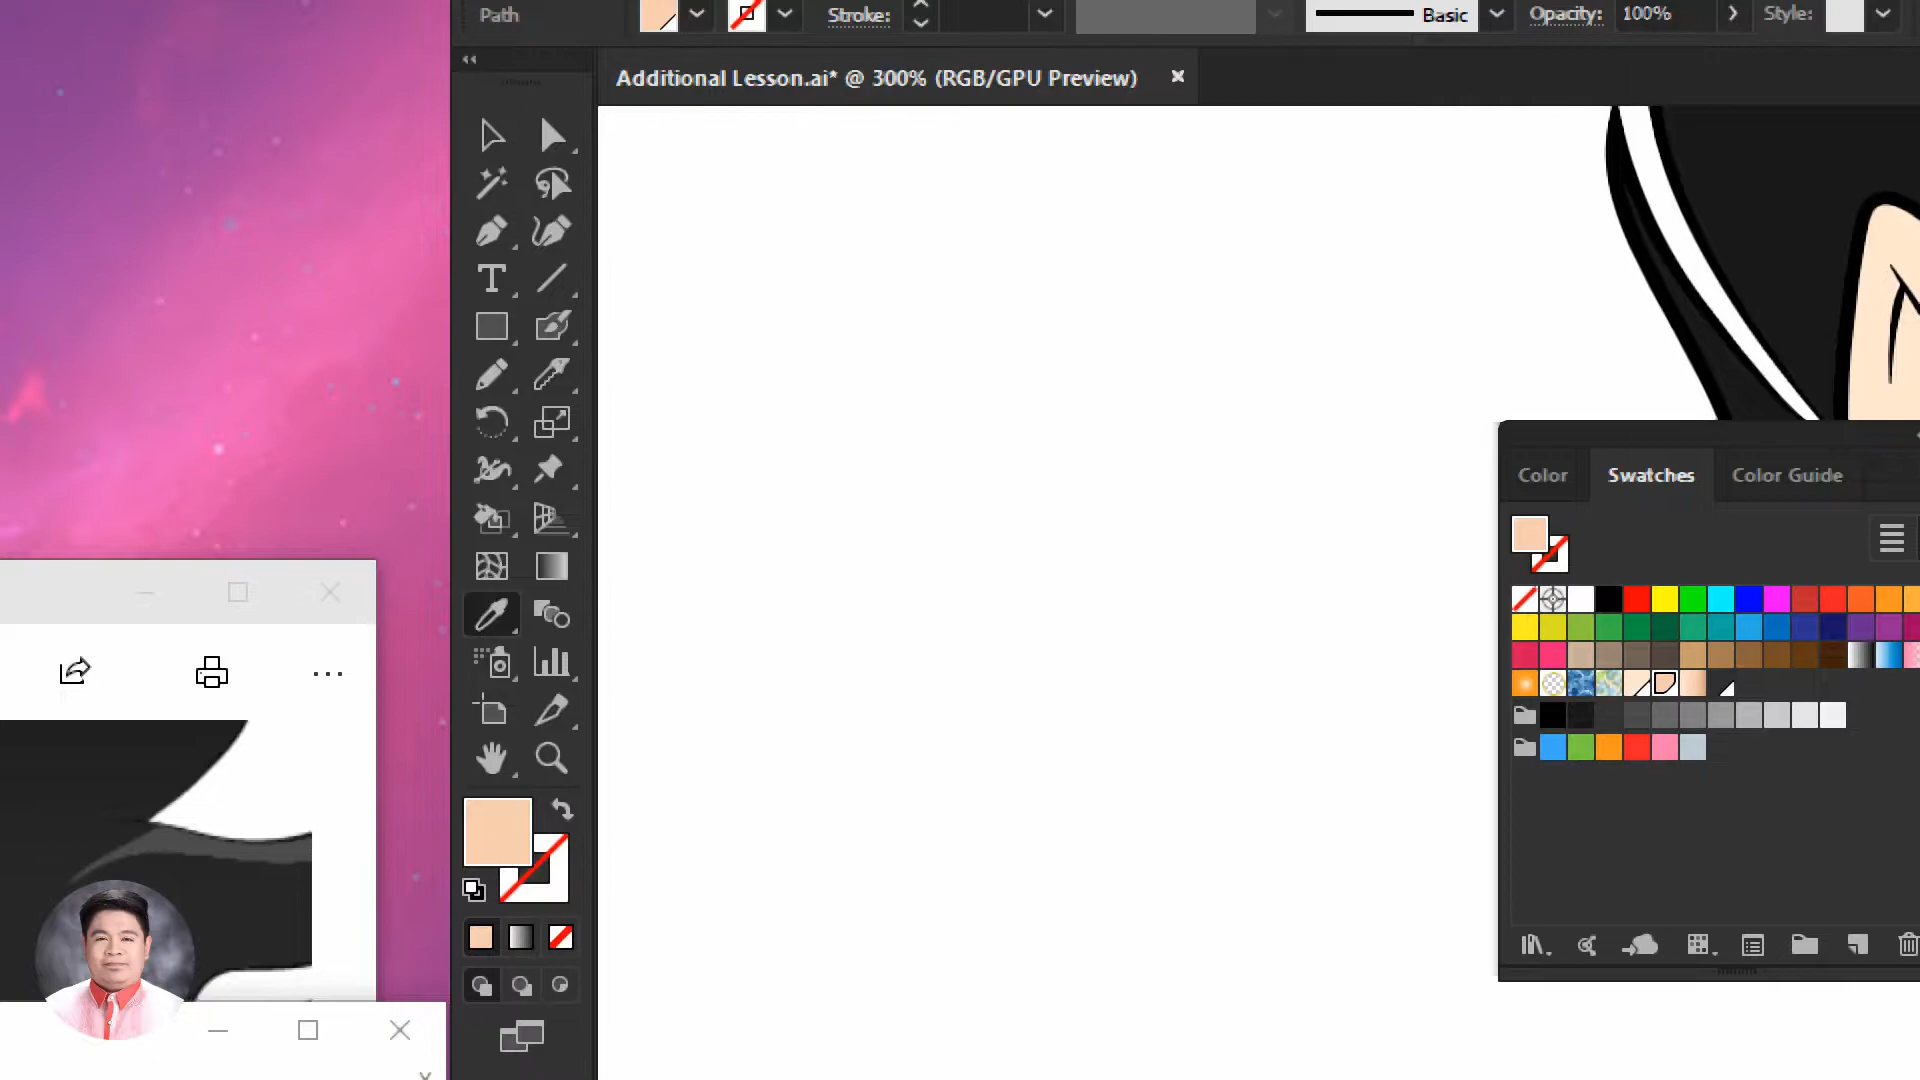 Path
Stroke:
Basic
Opacity: 100%
Style:
Additional Lesson.ai* @ 300% (RGB/GPU Preview)
Color
Swatches
Color Guide